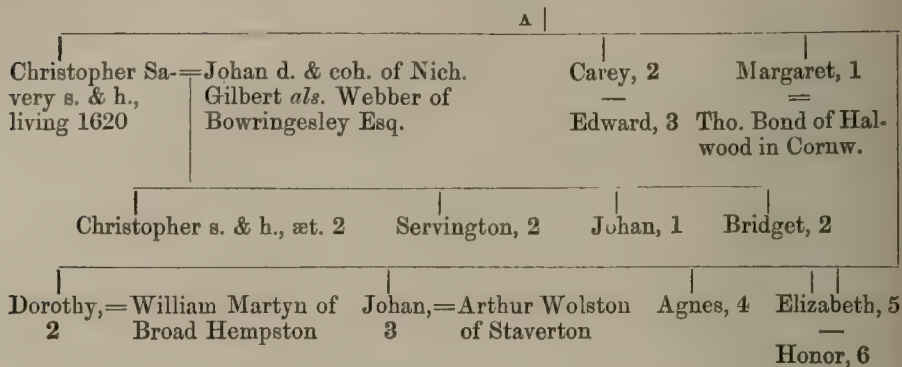 A
Christopher Sa-=Johan d. & coh. of Nich.
very s. & h., Gilbert als. Webber of
living 1620 Bowringesley Esq.
Carey, 2
—
Edward, 3
Margaret, 1
=
Tho. Bond of Hal-
wood in Cornw.
Christopher s. & h., æt. 2 Servington, 2 Johan, 1 Bridget, 2
Dorothy,=William Martyn of
2 Broad Hempston
Johan,=Arthur Wolston
3 of Staverton
Agnes, 4
Elizabeth, 5
—
Honor, 6